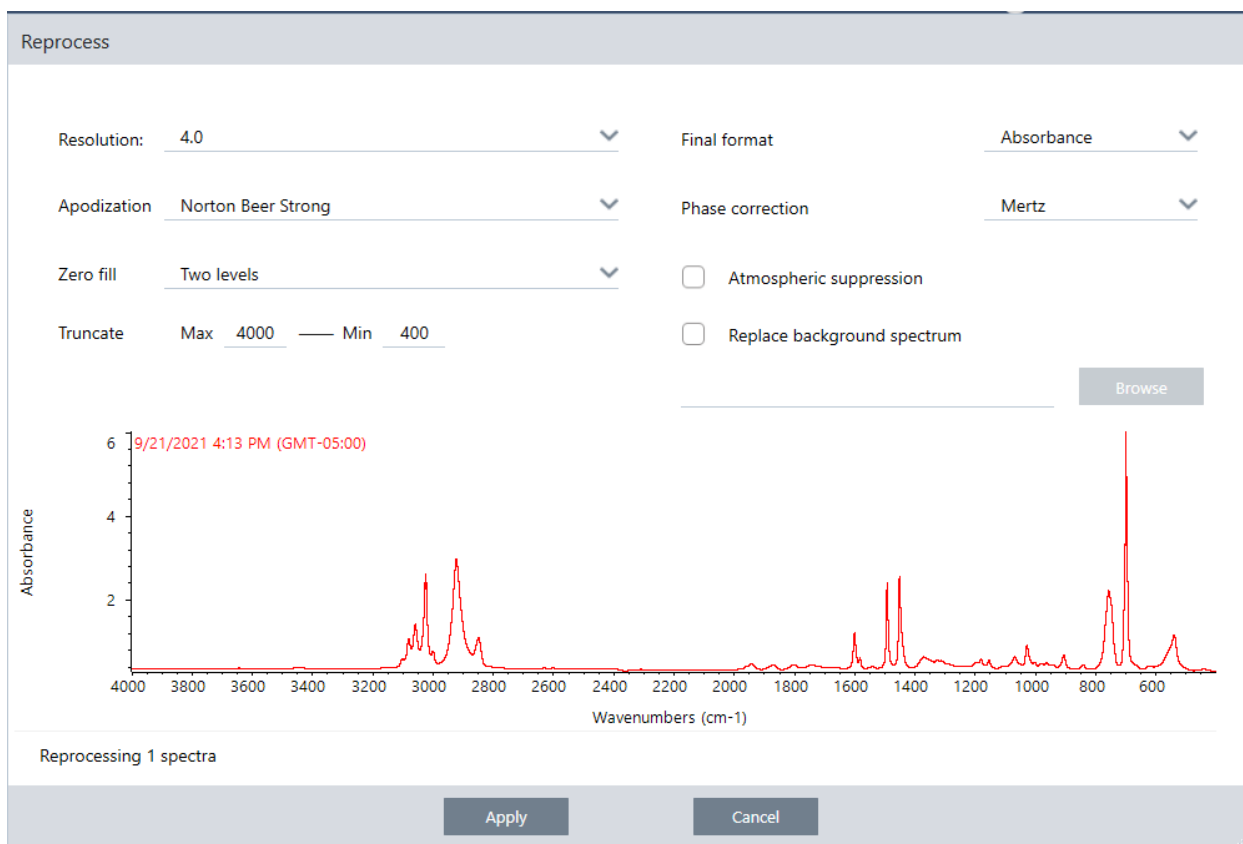 Reprocess
Resolution: 4.0
Final format Absorbance
Apodization Norton Beer Strong
Phase correction Mertz
Zero fill Two levels
Atmospheric suppression
Truncate Max 4000 Min 400
Replace background spectrum
Browse
9/21/2021 4:13 PM (GMT-05:00)
6
4
2
Absorbance
4000 3800 3600 3400 3200 3000 2800 2600 2400 2200 2000 1800 1600 1400 1200 1000 800 600
Wavenumbers (cm-1)
Reprocessing 1 spectra
Apply Cancel